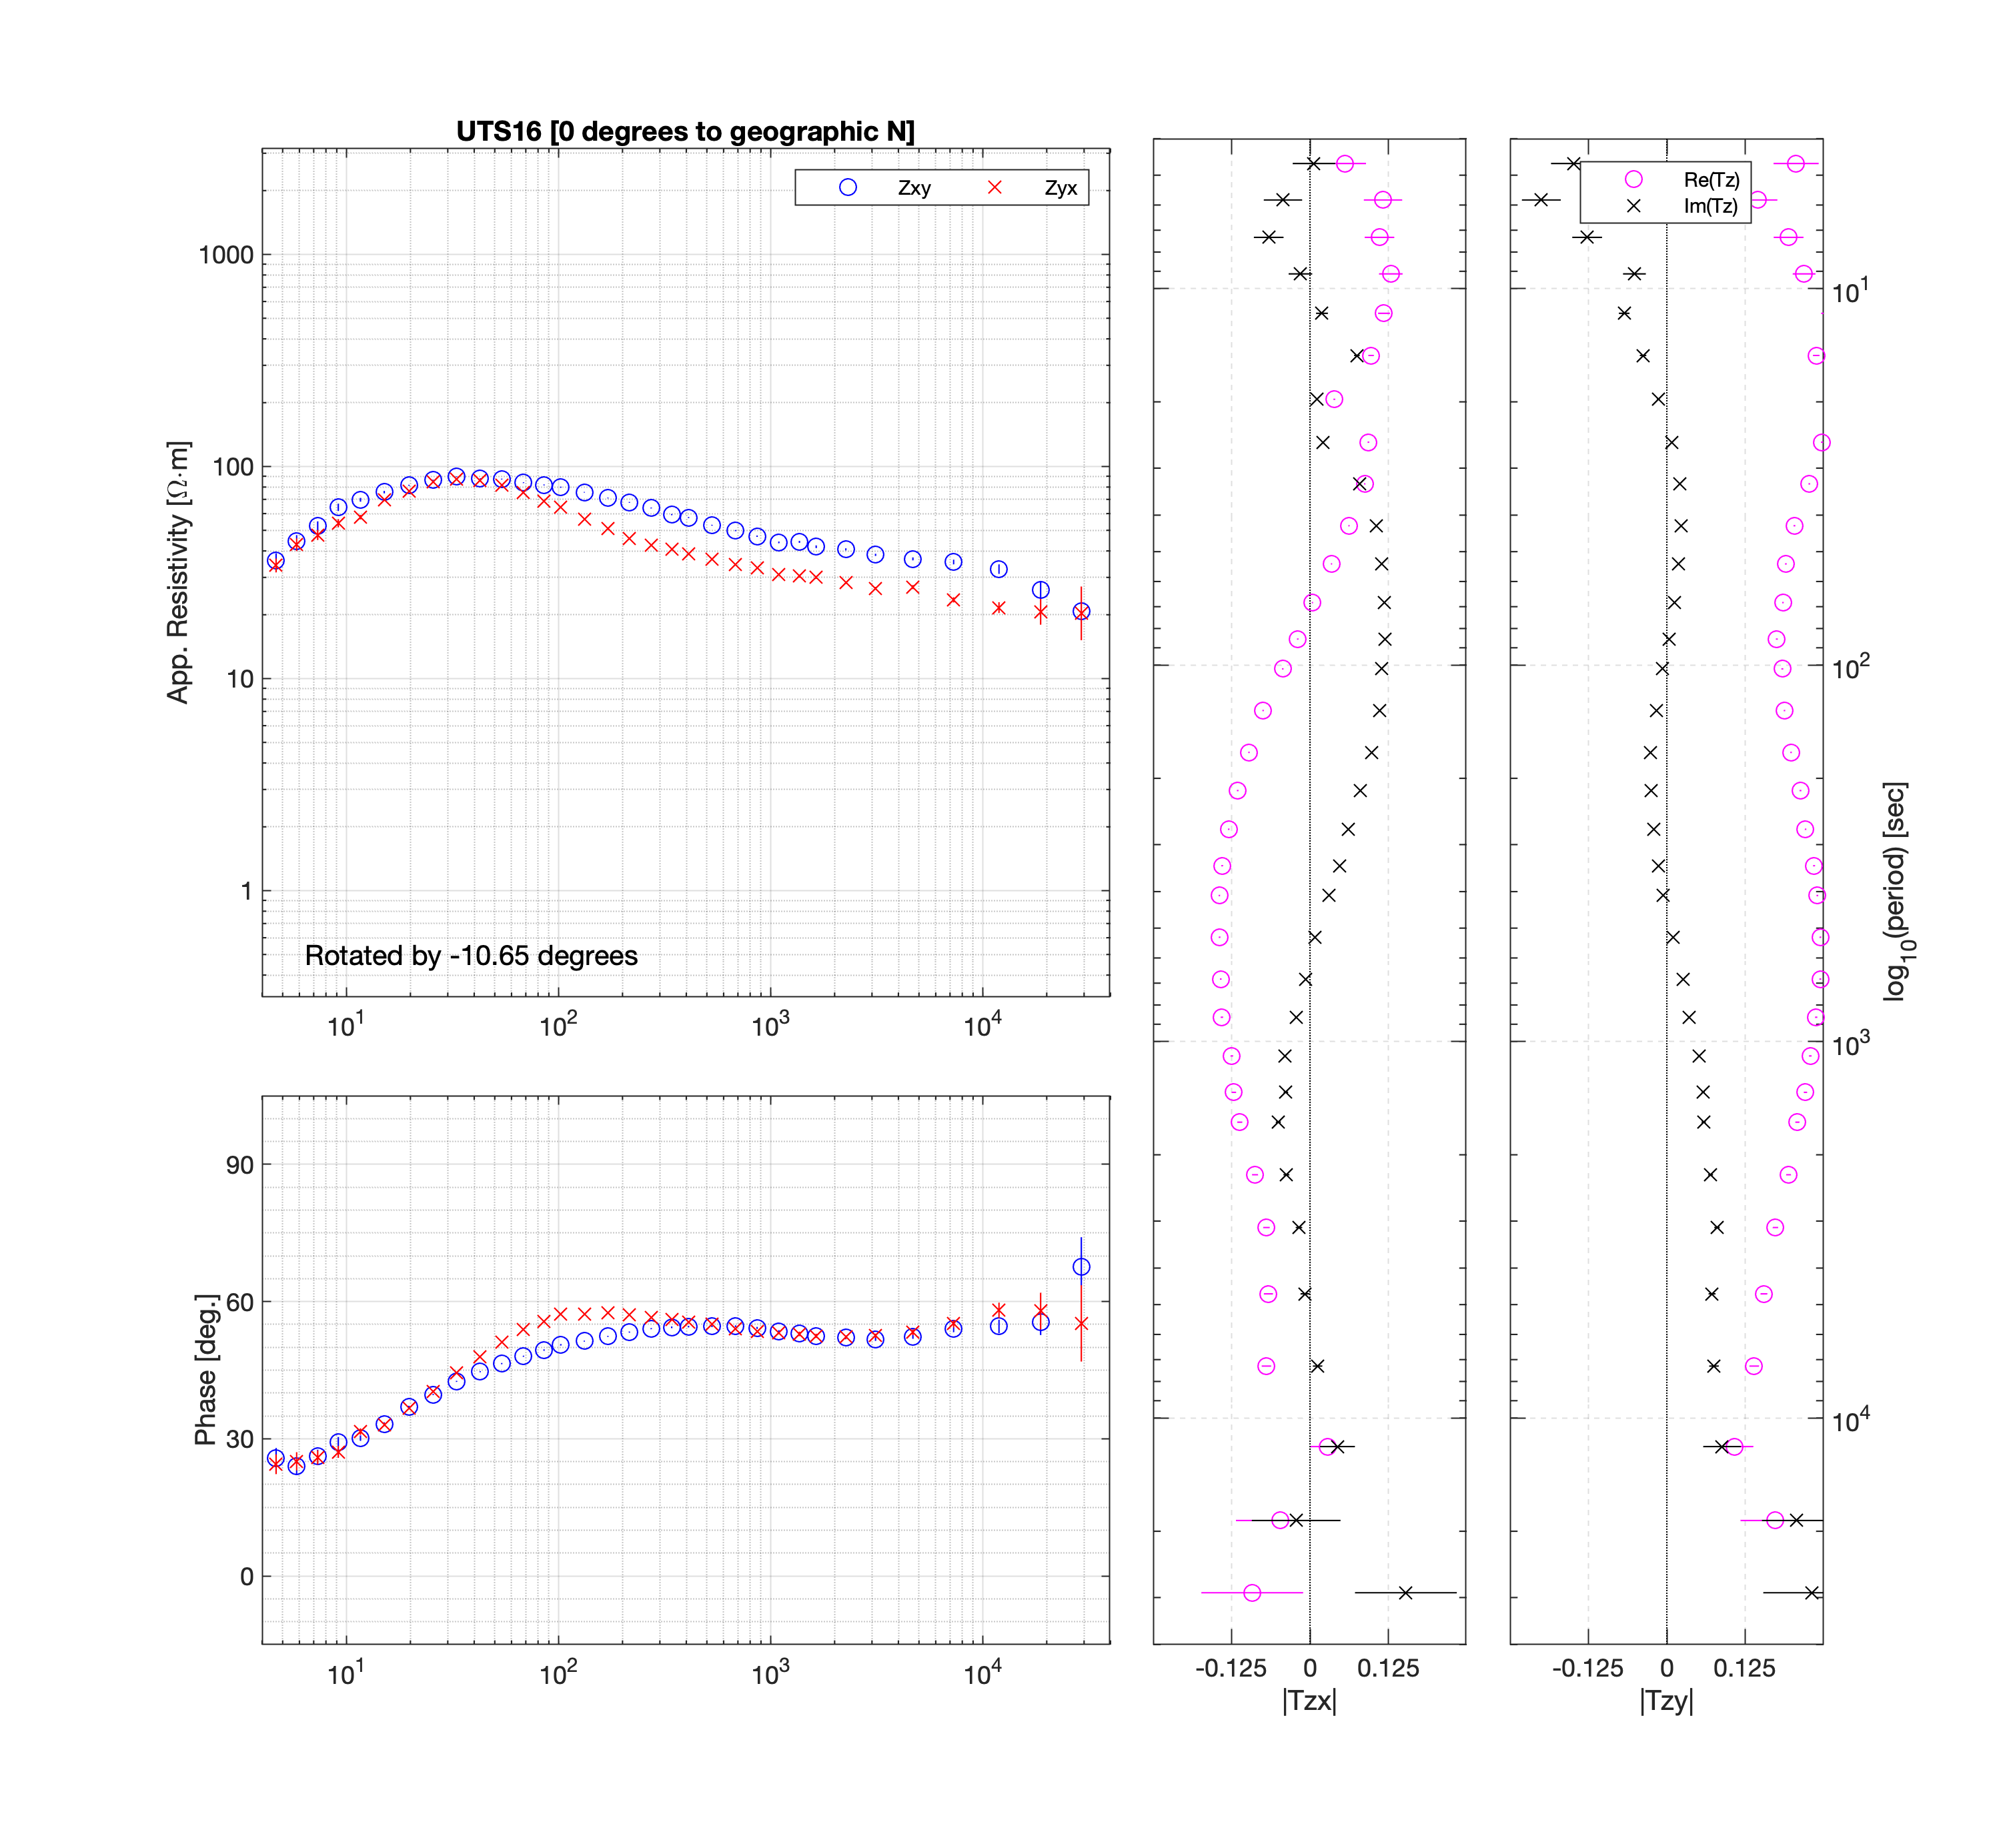 UTS16 [0 degrees to geographic N]
Zxy Zyx
App. Resistivity [Ω·m]
1000
100
10
1
Rotated by -10.65 degrees
10^1 10^2 10^3 10^4
Phase [deg.]
90
60
30
0
10^1 10^2 10^3 10^4
-0.125 0 0.125
|Tzx|
Re(Tz)
Im(Tz)
-0.125 0 0.125
|Tzy|
10^1
10^2
10^3
10^4
log_10(period) [sec]